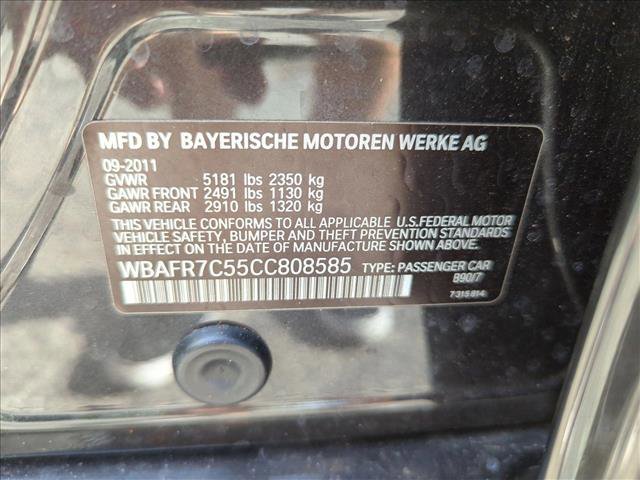 MFD BY BAYERISCHE MOTOREN WERKE AG
09-2011
GVWR 5181 lbs 2350 kg
GAWR FRONT 2491 lbs 1130 kg
GAWR REAR 2910 lbs 1320 kg
THIS VEHICLE CONFORMS TO ALL APPLICABLE U.S.FEDERAL MOTOR
VEHICLE SAFETY, BUMPER AND THEFT PREVENTION STANDARDS
IN EFFECT ON THE DATE OF MANUFACTURE SHOWN ABOVE.
WBAFR7C55CC808585 TYPE: PASSENGER CAR
B90/7
7315814